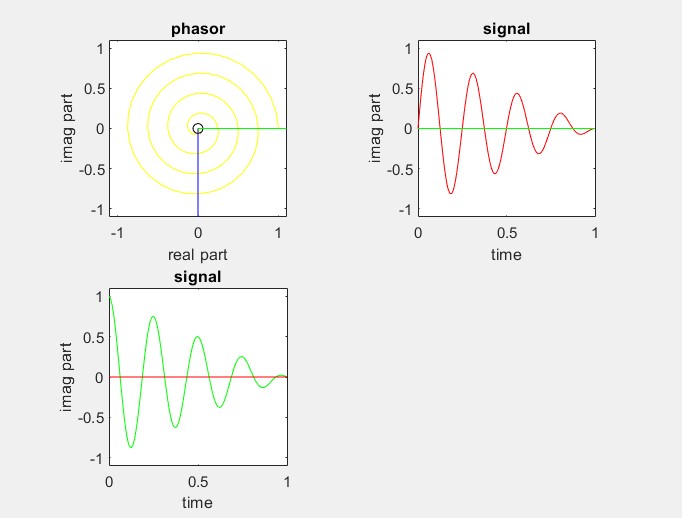 phasor
1
0.5
0
-0.5
-1
imag part
-1 0 1
real part
signal
1
0.5
0
-0.5
-1
imag part
0 0.5 1
time
signal
1
0.5
0
-0.5
-1
imag part
0 0.5 1
time